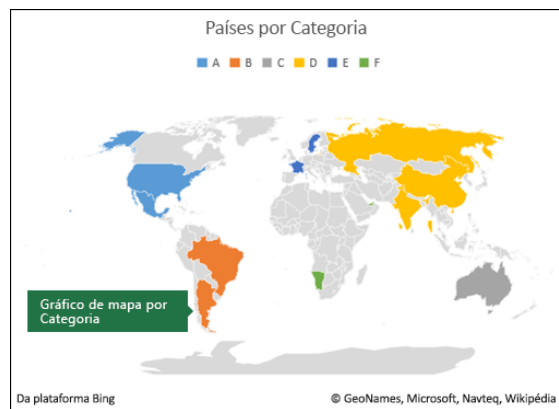 Países por Categoria
A B C D E F
Gráfico de mapa por
Categoria
Da plataforma Bing
© GeoNames, Microsoft, Navteq, Wikipédia